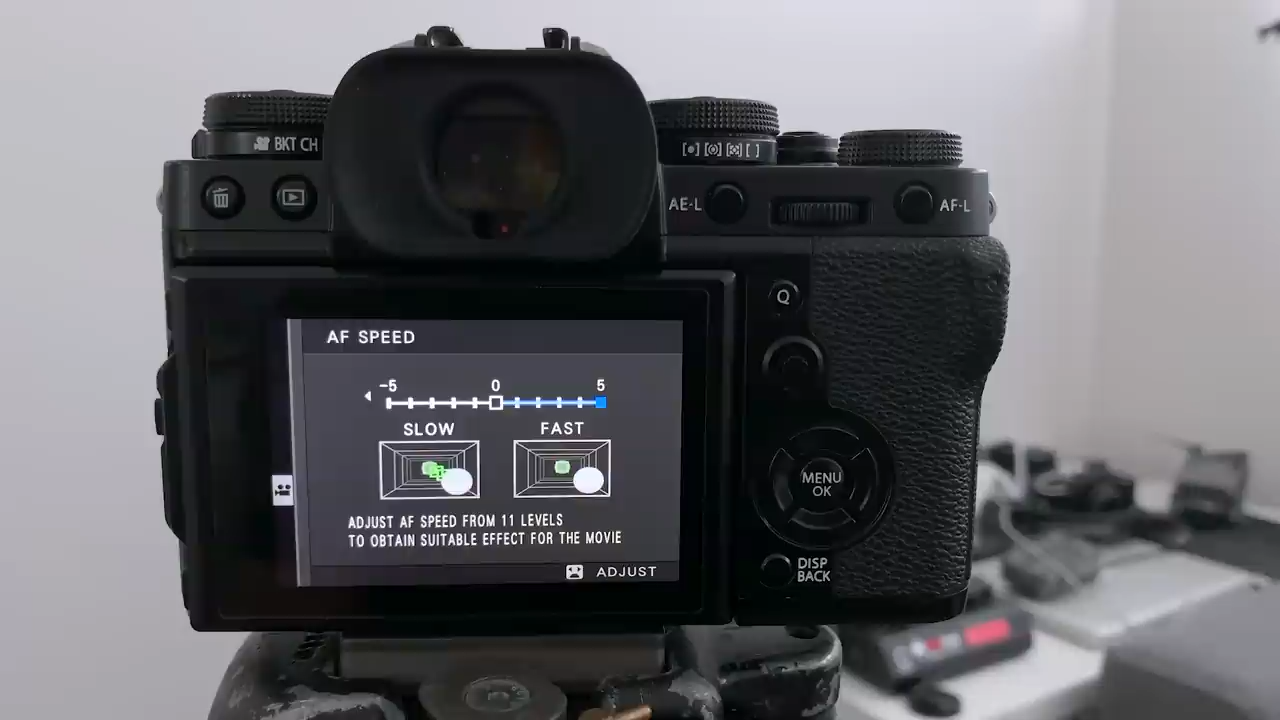 BKT CH
AE-L
AF-L
Q
AF SPEED
-5 0 5
SLOW FAST
ADJUST AF SPEED FROM 11 LEVELS
TO OBTAIN SUITABLE EFFECT FOR THE MOVIE
ADJUST
MENU
OK
DISP
BACK